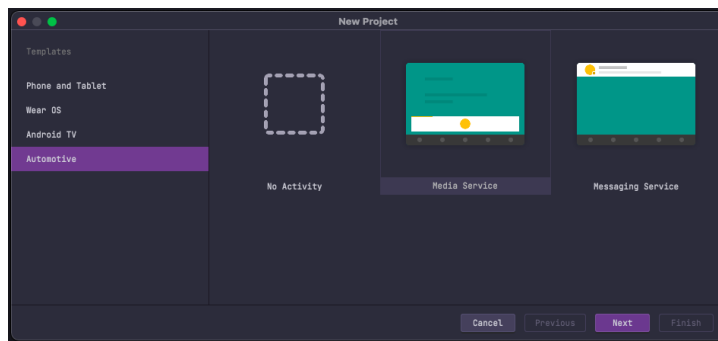 New Project
Templates
Phone and Tablet
Wear OS
Android TV
Automotive
No Activity
Media Service
Messaging Service
Cancel
Previous
Next
Finish